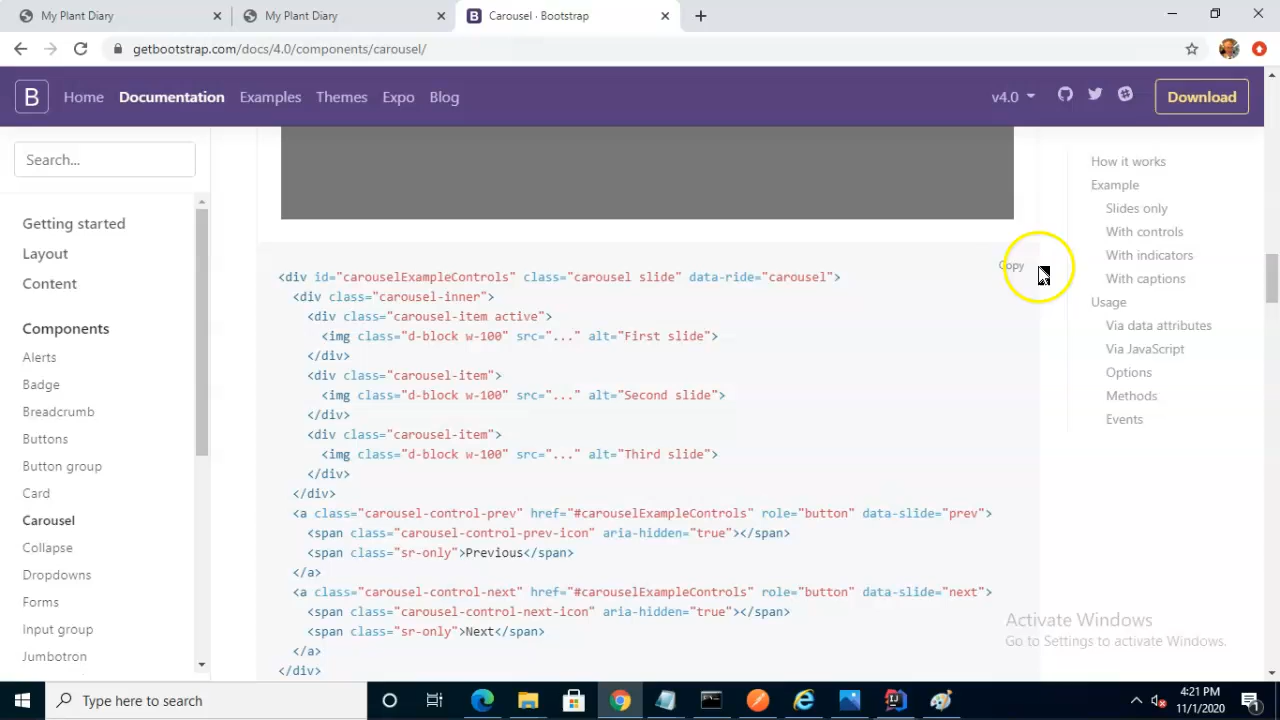 My Plant Diary
My Plant Diary
Carousel · Bootstrap
getbootstrap.com/docs/4.0/components/carousel/
B Home Documentation Examples Themes Expo Blog v4.0 Download
Search...
Getting started
Layout
Content
Components
Alerts
Badge
Breadcrumb
Buttons
Button group
Card
Carousel
Collapse
Dropdowns
Forms
Input group
Jumbotron
Copy
<div id="carouselExampleControls" class="carousel slide" data-ride="carousel">
<div class="carousel-inner">
<div class="carousel-item active">
<img class="d-block w-100" src="..." alt="First slide">
</div>
<div class="carousel-item">
<img class="d-block w-100" src="..." alt="Second slide">
</div>
<div class="carousel-item">
<img class="d-block w-100" src="..." alt="Third slide">
</div>
</div>
<a class="carousel-control-prev" href="#carouselExampleControls" role="button" data-slide="prev">
<span class="carousel-control-prev-icon" aria-hidden="true"></span>
<span class="sr-only">Previous</span>
</a>
<a class="carousel-control-next" href="#carouselExampleControls" role="button" data-slide="next">
<span class="carousel-control-next-icon" aria-hidden="true"></span>
<span class="sr-only">Next</span>
</a>
</div>
How it works
Example
Slides only
With controls
With indicators
With captions
Usage
Via data attributes
Via JavaScript
Options
Methods
Events
Activate Windows
Go to Settings to activate Windows.
Type here to search
4:21 PM
11/1/2020